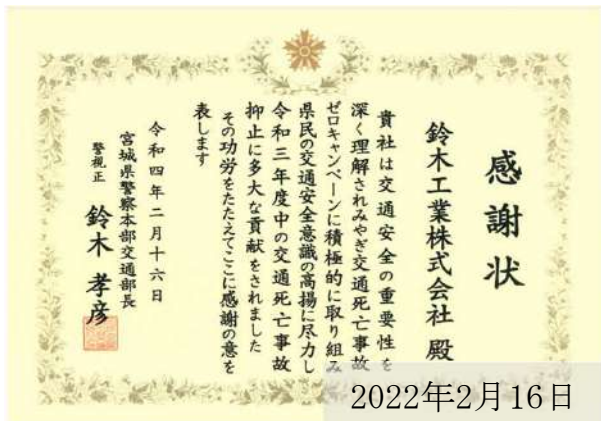 感謝状
鈴木工業株式会社 殿
貴社は交通安全の重要性を
深く理解されみやぎ交通死亡事故
ゼロキャンペーンに積極的に取り組み
県民の交通安全意識の高揚に尽力し
令和三年度中の交通死亡事故
抑止に多大な貢献をされました
その功労をたたえてここに感謝の意を
表します
令和四年二月十六日
宮城県警察本部交通部長
警視正 鈴木孝彦
2022年2月16日